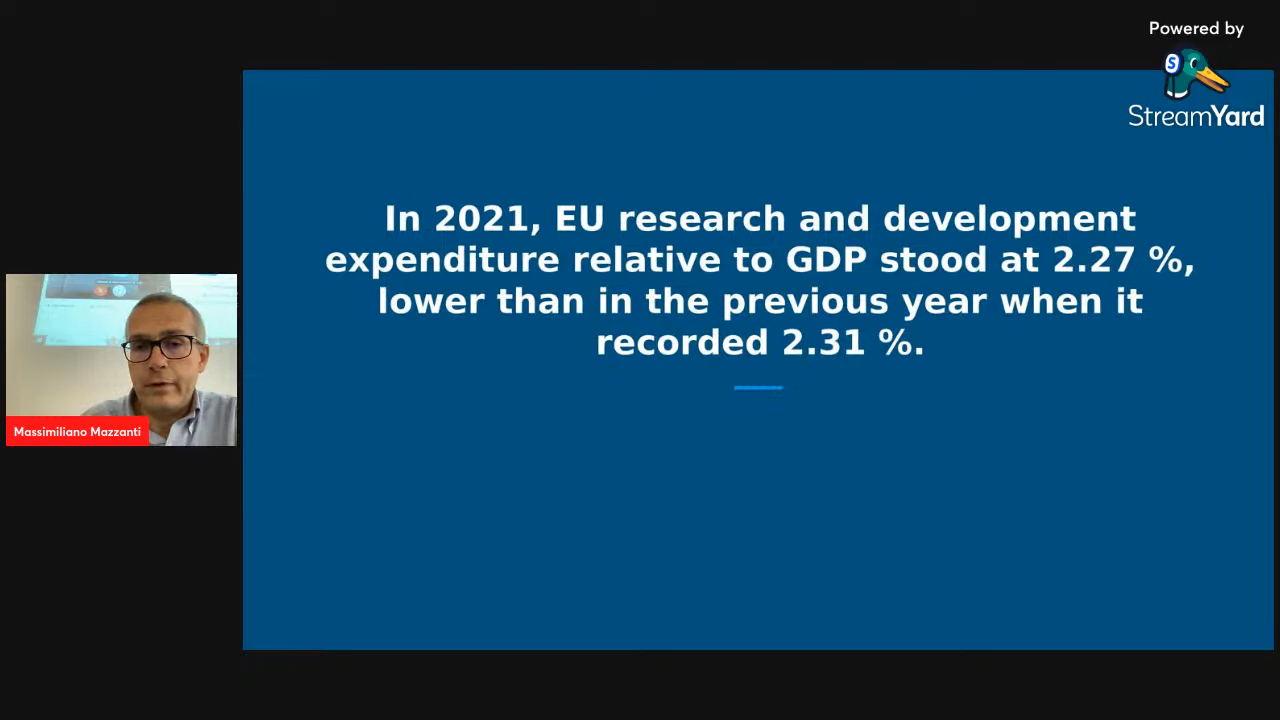 Powered by
StreamYard
In 2021, EU research and development
expenditure relative to GDP stood at 2.27 %,
lower than in the previous year when it
recorded 2.31 %.
Massimiliano Mazzanti